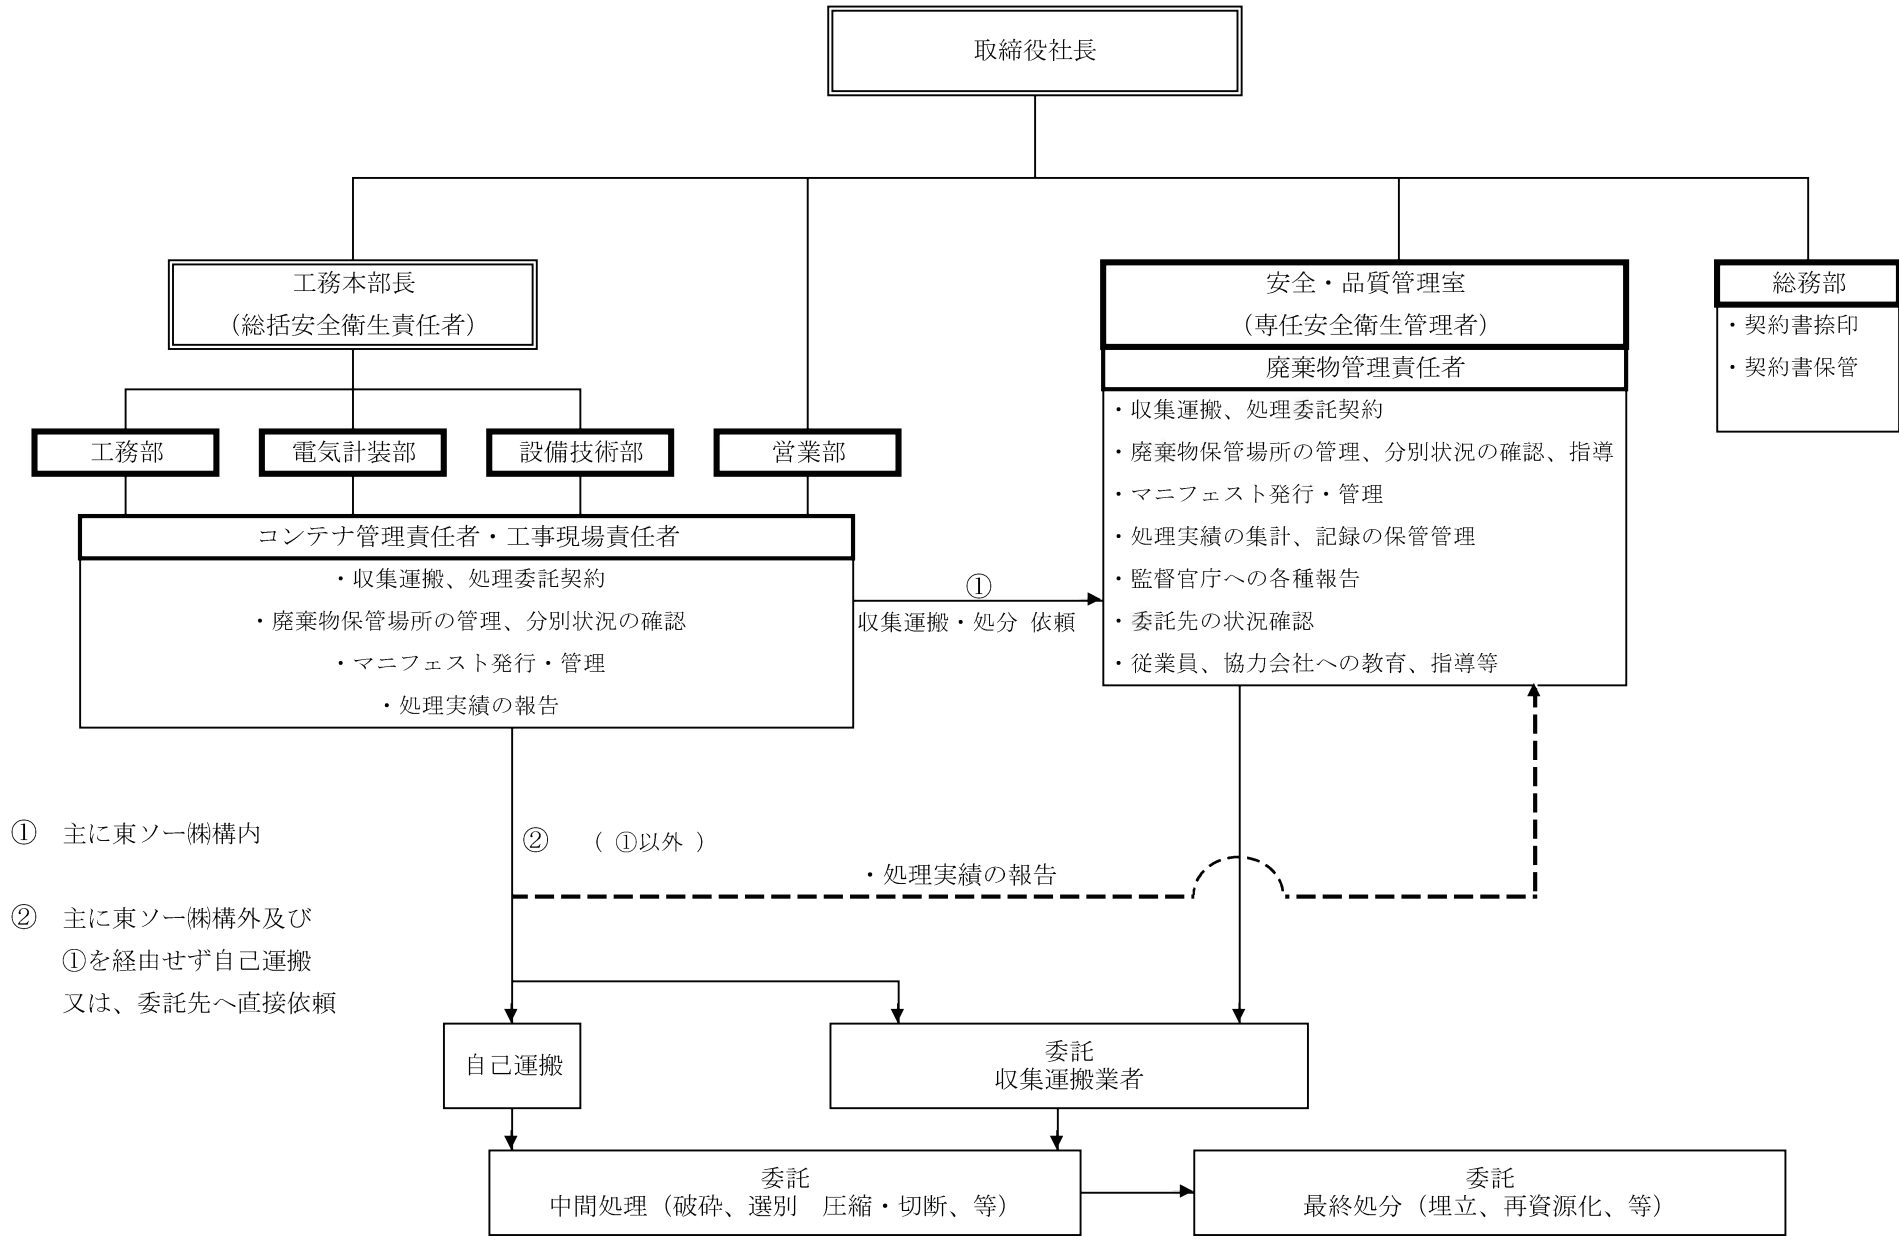 取締役社長
工務本部長
（総括安全衛生責任者）
安全・品質管理室
（専任安全衛生管理者）
廃棄物管理責任者
・収集運搬、処理委託契約
・廃棄物保管場所の管理、分別状況の確認、指導
・マニフェスト発行・管理
・処理実績の集計、記録の保管管理
・監督官庁への各種報告
・委託先の状況確認
・従業員、協力会社への教育、指導等
総務部
・契約書捺印
・契約書保管
工務部
電気計装部
設備技術部
営業部
コンテナ管理責任者・工事現場責任者
・収集運搬、処理委託契約
・廃棄物保管場所の管理、分別状況の確認
・マニフェスト発行・管理
・処理実績の報告
①
収集運搬・処分 依頼
① 主に東ソー㈱構内
② （ ①以外 ）
・処理実績の報告
② 主に東ソー㈱構外及び
①を経由せず自己運搬
又は、委託先へ直接依頼
自己運搬
委託
収集運搬業者
委託
中間処理（破砕、選別　圧縮・切断、等）
委託
最終処分（埋立、再資源化、等）